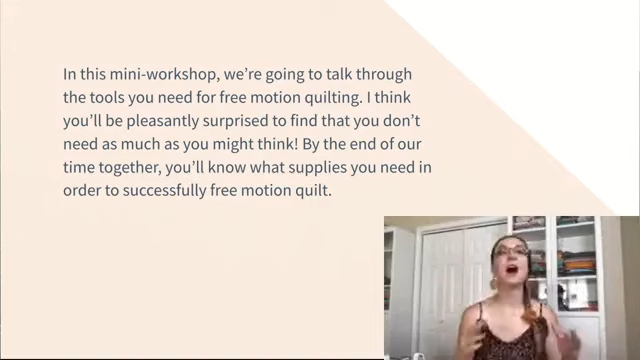 In this mini-workshop, we’re going to talk through
the tools you need for free motion quilting. I think
you’ll be pleasantly surprised to find that you don’t
need as much as you might think! By the end of our
time together, you’ll know what supplies you need in
order to successfully free motion quilt.